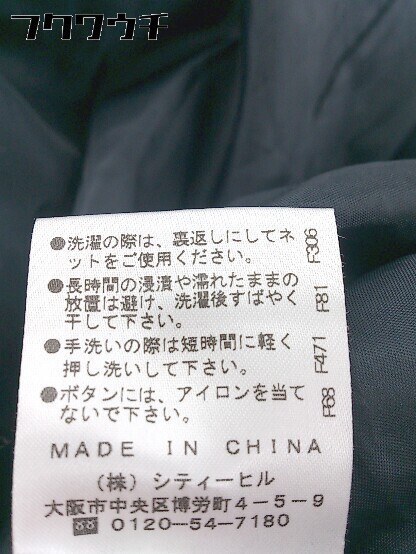 フクワウチ
●洗濯の際は、裏返しにしてネ
ットをご使用ください。
F306
●長時間の浸漬や濡れたままの
放置は避け、洗濯後すばやく
干して下さい。
F81
●手洗いの際は短時間に軽く
押し洗いして下さい。
F471
●ボタンには、アイロンを当て
ないで下さい。
F68
MADE IN CHINA
（株）シティーヒル
大阪市中央区博労町4-5-9
0120-54-7180